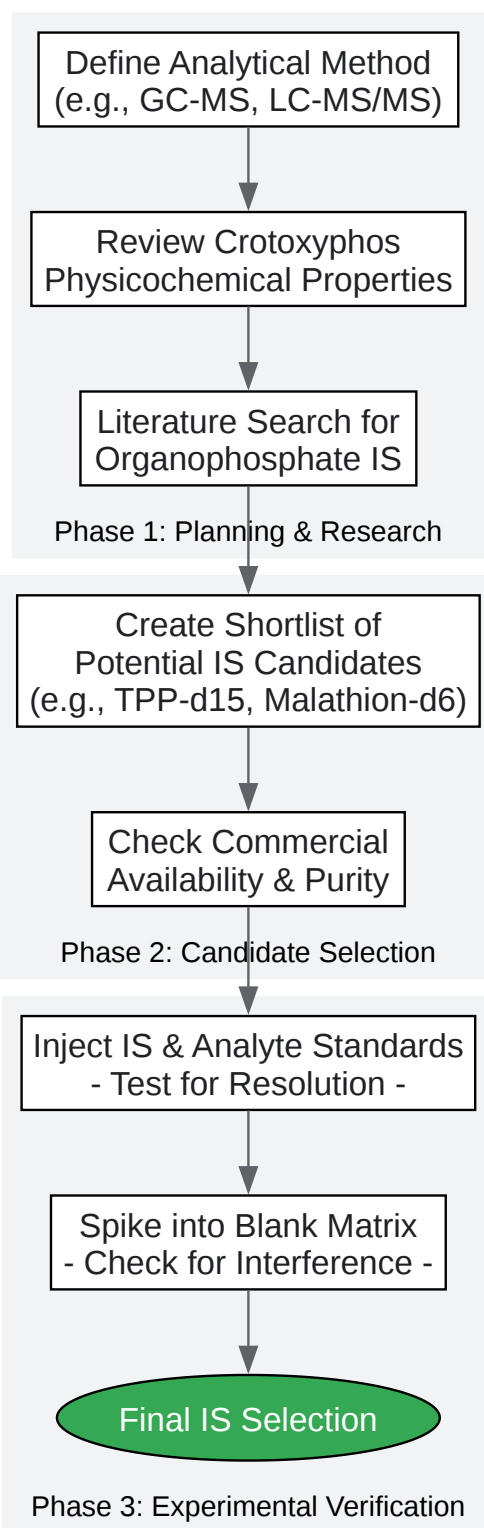 Define Analytical Method
(e.g., GC-MS, LC-MS/MS)
Review Crotoxyphos
Physicochemical Properties
Literature Search for
Organophosphate IS
Phase 1: Planning & Research
Create Shortlist of
Potential IS Candidates
(e.g., TPP-d15, Malathion-d6)
Check Commercial
Availability & Purity
Phase 2: Candidate Selection
Inject IS & Analyte Standards
- Test for Resolution -
Spike into Blank Matrix
- Check for Interference -
Final IS Selection
Phase 3: Experimental Verification